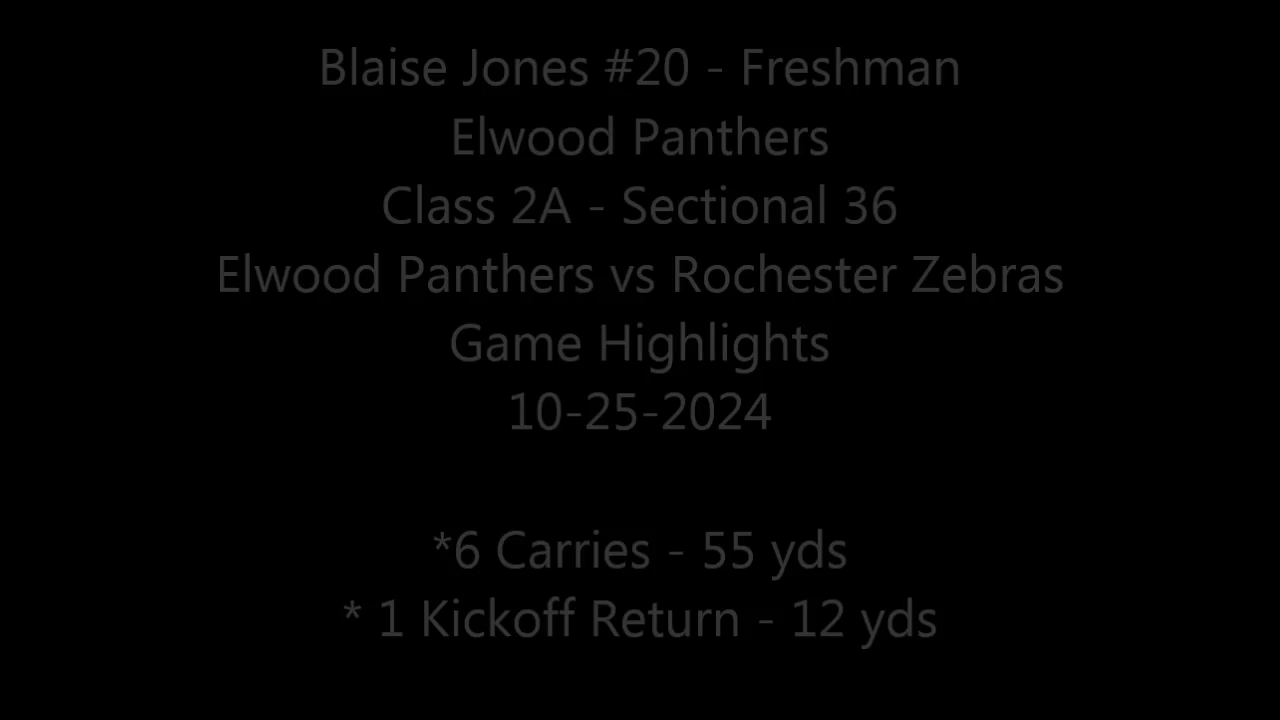 Blaise Jones #20 - Freshman
Elwood Panthers
Class 2A - Sectional 36
Elwood Panthers vs Rochester Zebras
Game Highlights
10-25-2024
*6 Carries - 55 yds
* 1 Kickoff Return - 12 yds